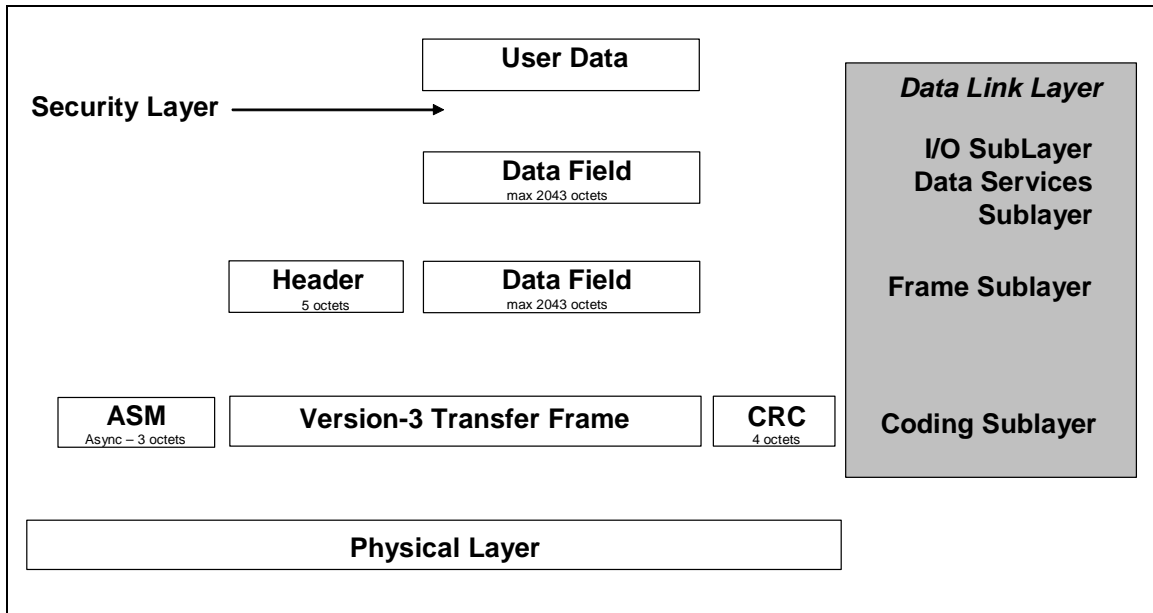 User Data
Security Layer
Data Link Layer
I/O SubLayer
Data Services
Sublayer
Data Field
max 2043 octets
Header
5 octets
Data Field
max 2043 octets
Frame Sublayer
ASM
Async – 3 octets
Version-3 Transfer Frame
CRC
4 octets
Coding Sublayer
Physical Layer